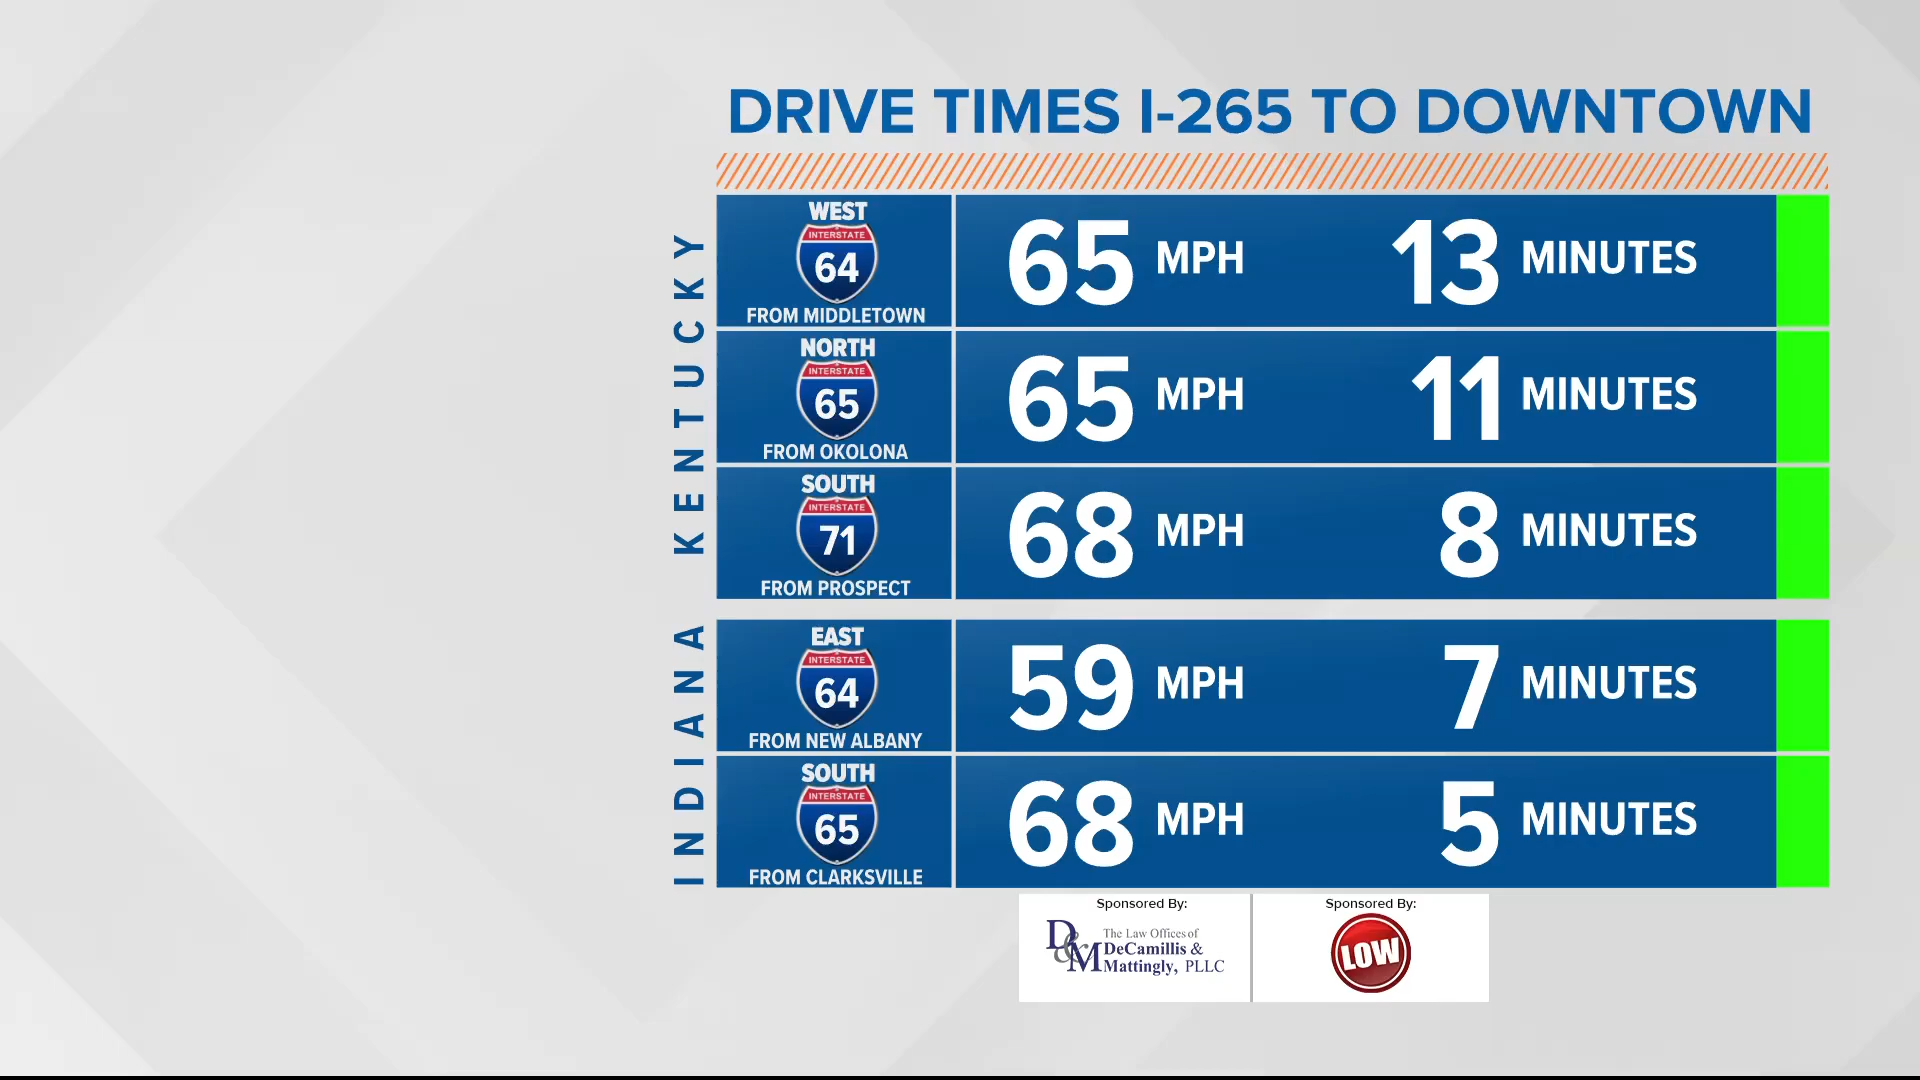 DRIVE TIMES I-265 TO DOWNTOWN
KENTUCKY
WEST
INTERSTATE
64
FROM MIDDLETOWN
65 MPH 13 MINUTES
NORTH
INTERSTATE
65
FROM OKOLONA
65 MPH 11 MINUTES
SOUTH
INTERSTATE
71
FROM PROSPECT
68 MPH 8 MINUTES
INDIANA
EAST
INTERSTATE
64
FROM NEW ALBANY
59 MPH 7 MINUTES
SOUTH
INTERSTATE
65
FROM CLARKSVILLE
68 MPH 5 MINUTES
Sponsored By:
D&M
The Law Offices of
DeCamillis &
Mattingly, PLLC
Sponsored By:
LOW